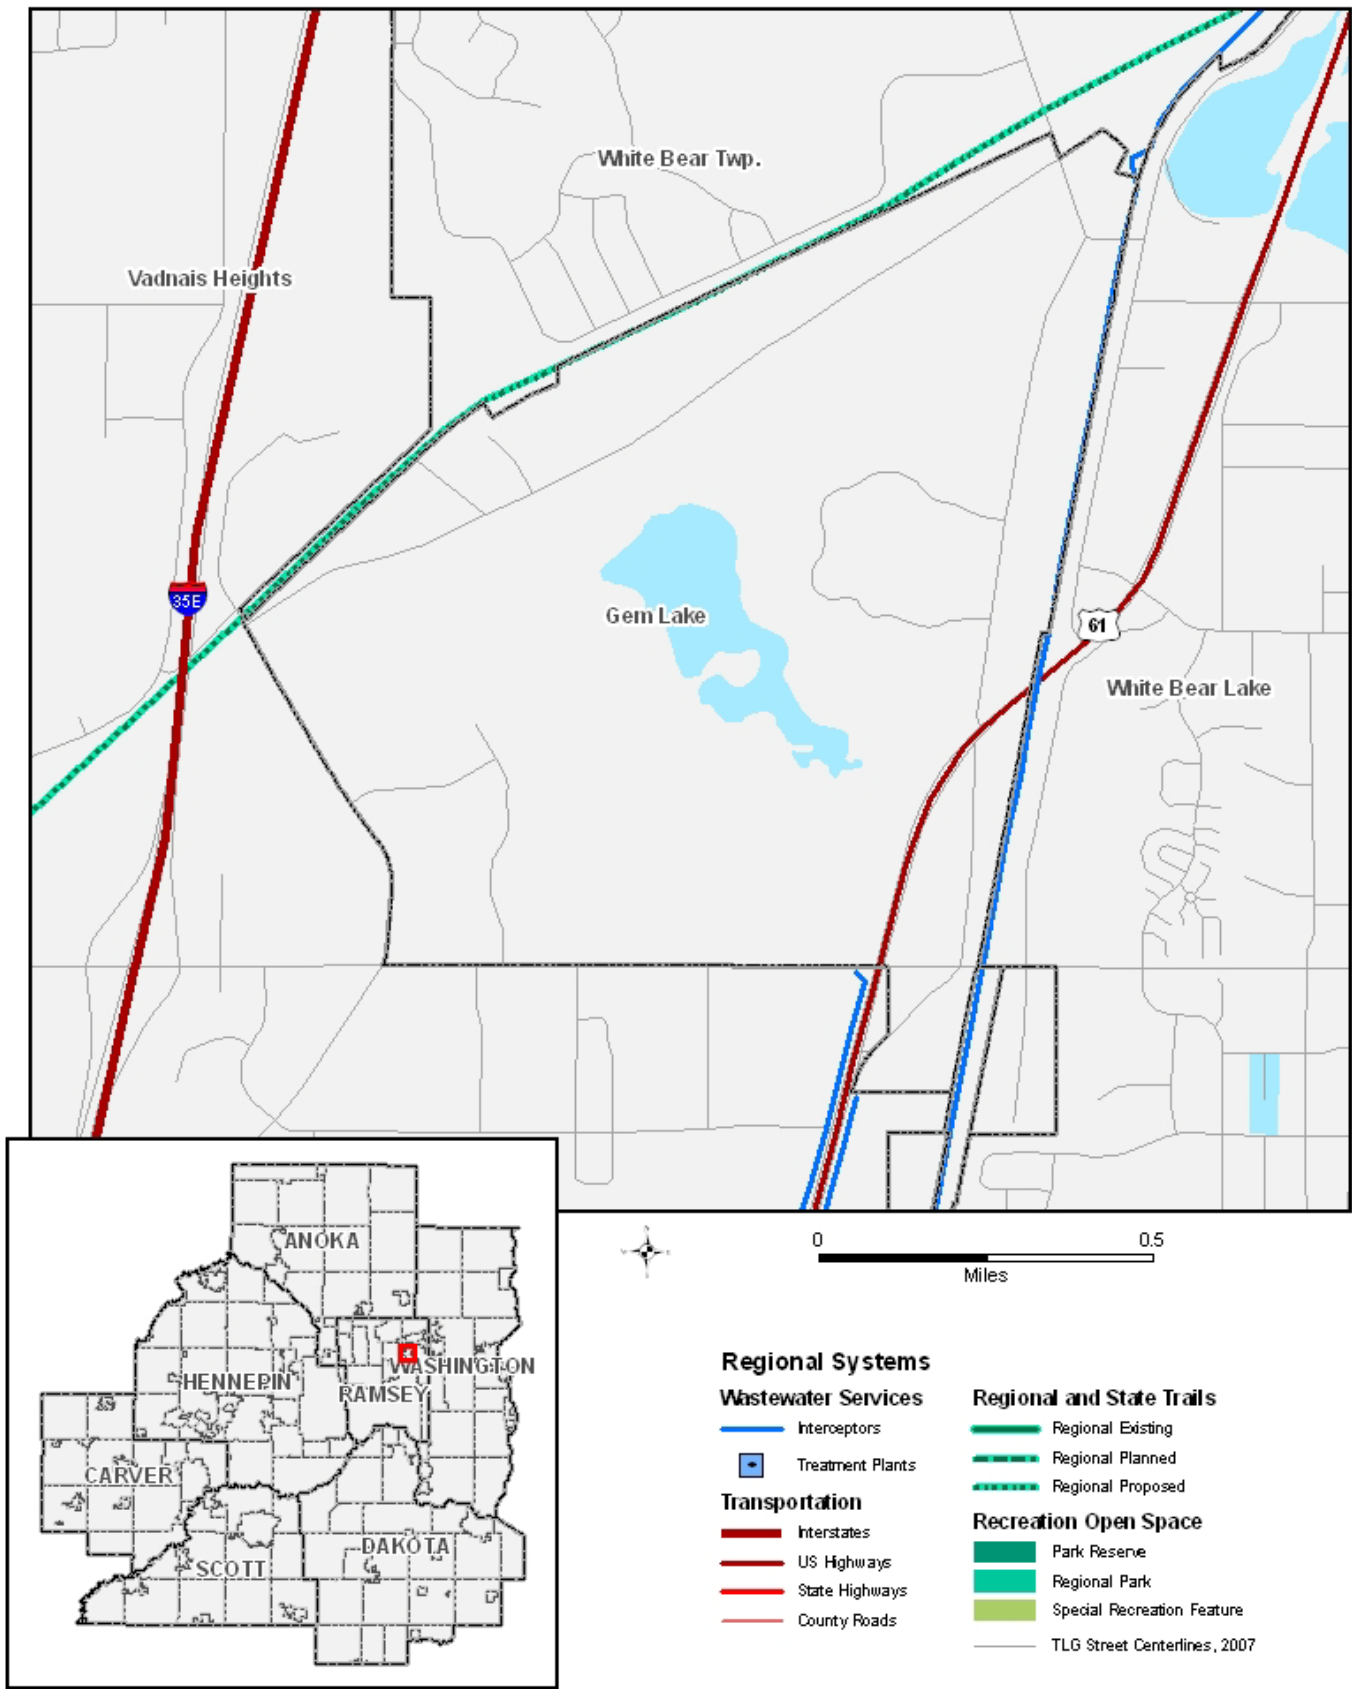 White Bear Twp.
Vadnais Heights
35E
Gem Lake
61
White Bear Lake
ANOKA
WASHINGTON
HENNEPIN
RAMSEY
CARVER
DAKOTA
SCOTT
0 0.5
Miles
Regional Systems
Wastewater Services
Interceptors
Treatment Plants
Transportation
Interstates
US Highways
State Highways
County Roads
Regional and State Trails
Regional Existing
Regional Planned
Regional Proposed
Recreation Open Space
Park Reserve
Regional Park
Special Recreation Feature
TLG Street Centerlines, 2007